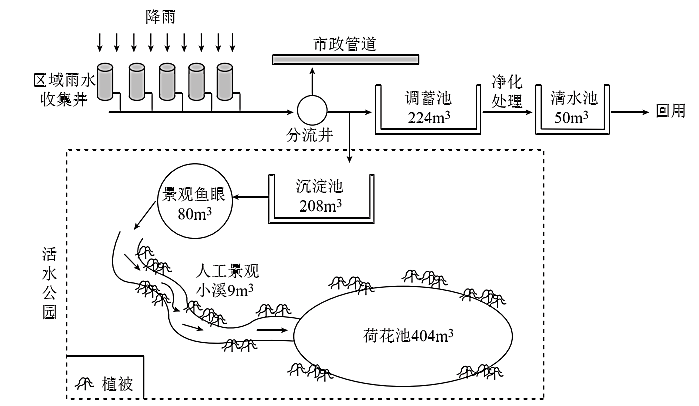 降雨
市政管道
区域雨水
收集井
分流井
调蓄池
224m³
净化
处理
清水池
50m³
回用
沉淀池
208m³
景观鱼眼
80m³
活水公园
人工景观
小溪9m³
荷花池404m³
植被